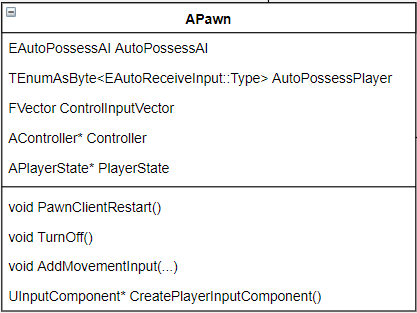 APawn
EAutoPossessAI AutoPossessAI
TEnumAsByte<EAutoReceiveInput::Type> AutoPossessPlayer
FVector ControlInputVector
AController* Controller
APlayerState* PlayerState
void PawnClientRestart()
void TurnOff()
void AddMovementInput(...)
UInputComponent* CreatePlayerInputComponent()